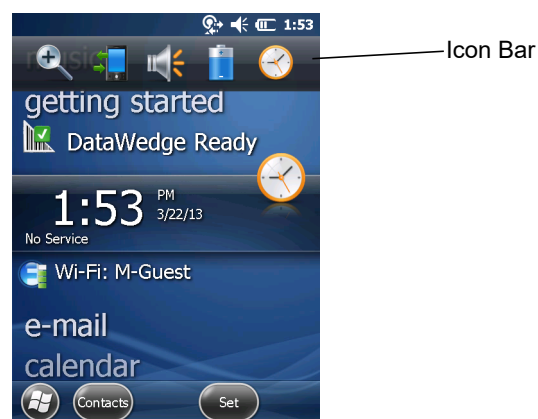 1:53
Icon Bar
music
getting started
DataWedge Ready
1:53 PM
3/22/13
No Service
Wi-Fi: M-Guest
e-mail
calendar
Contacts Set